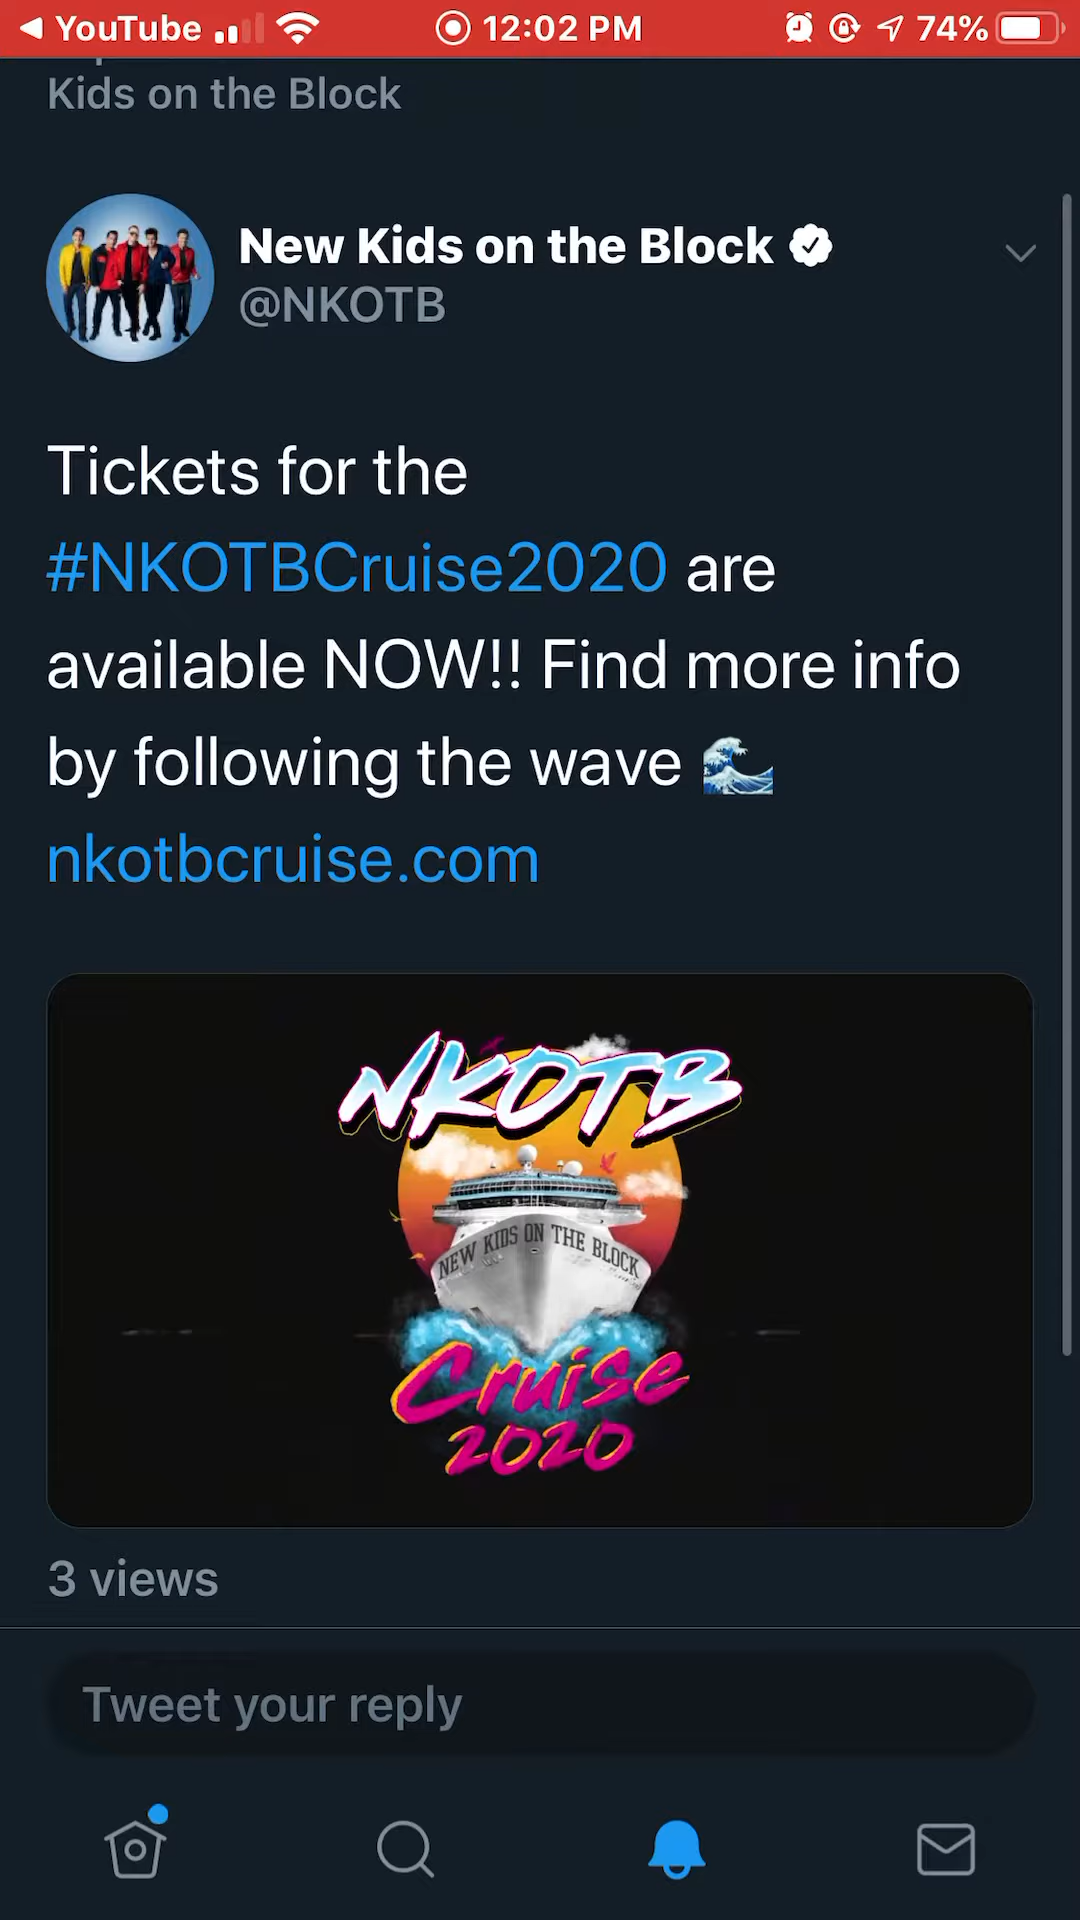 YouTube 12:02 PM 74%
Kids on the Block
New Kids on the Block
@NKOTB
Tickets for the
#NKOTBCruise2020 are
available NOW!! Find more info
by following the wave 🌊
nkotbcruise.com
NKOTB
NEW KIDS ON THE BLOCK
Cruise
2020
3 views
Tweet your reply